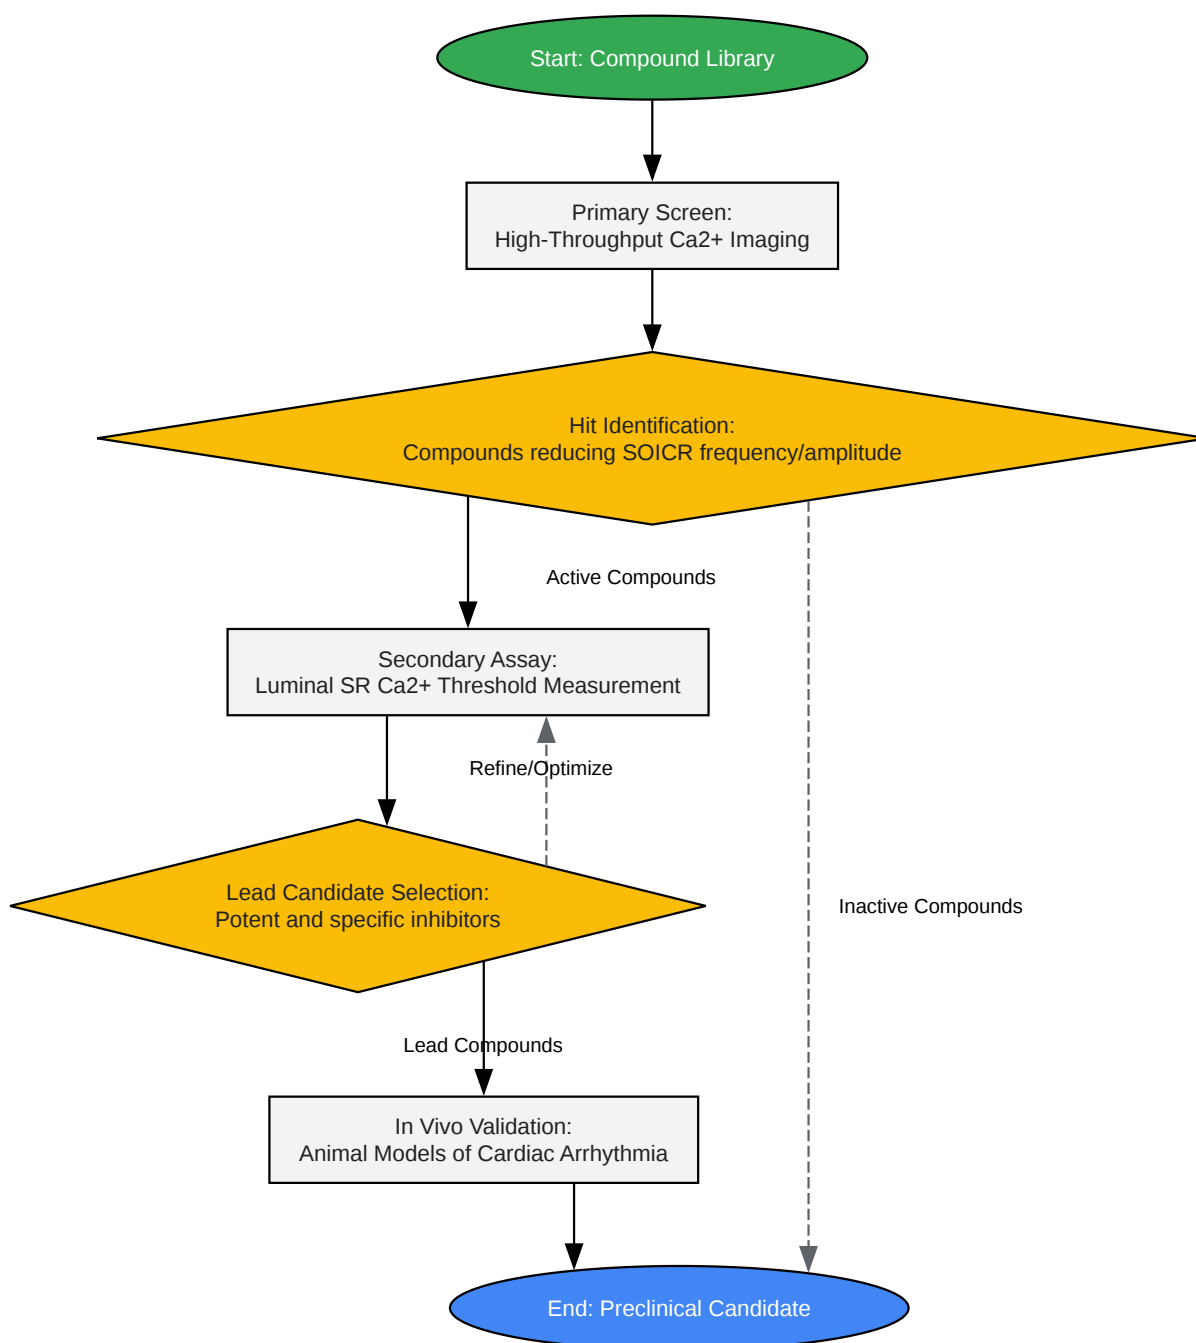 Start: Compound Library
Primary Screen:
High-Throughput Ca2+ Imaging
Hit Identification:
Compounds reducing SOICR frequency/amplitude
Active Compounds
Secondary Assay:
Luminal SR Ca2+ Threshold Measurement
Refine/Optimize
Lead Candidate Selection:
Potent and specific inhibitors
Inactive Compounds
Lead Compounds
In Vivo Validation:
Animal Models of Cardiac Arrhythmia
End: Preclinical Candidate